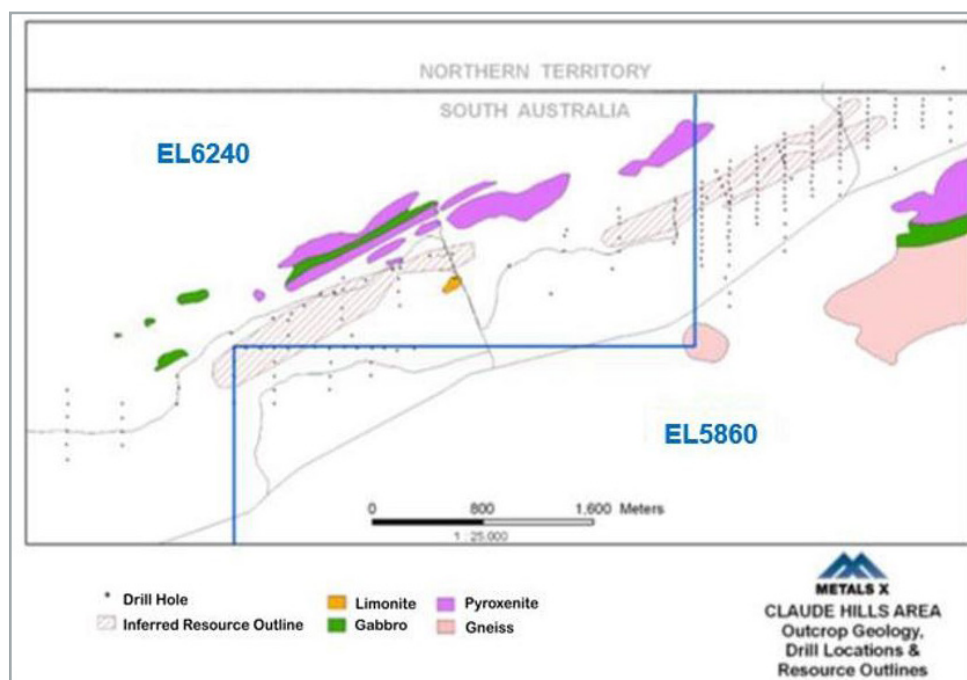 NORTHERN TERRITORY
SOUTH AUSTRALIA
EL6240
EL5860
0 800 1,600 Meters
1 : 25.000
Drill Hole
Inferred Resource Outline
Limonite
Gabbro
Pyroxenite
Gneiss
METALS X
CLAUDE HILLS AREA
Outcrop Geology,
Drill Locations &
Resource Outlines